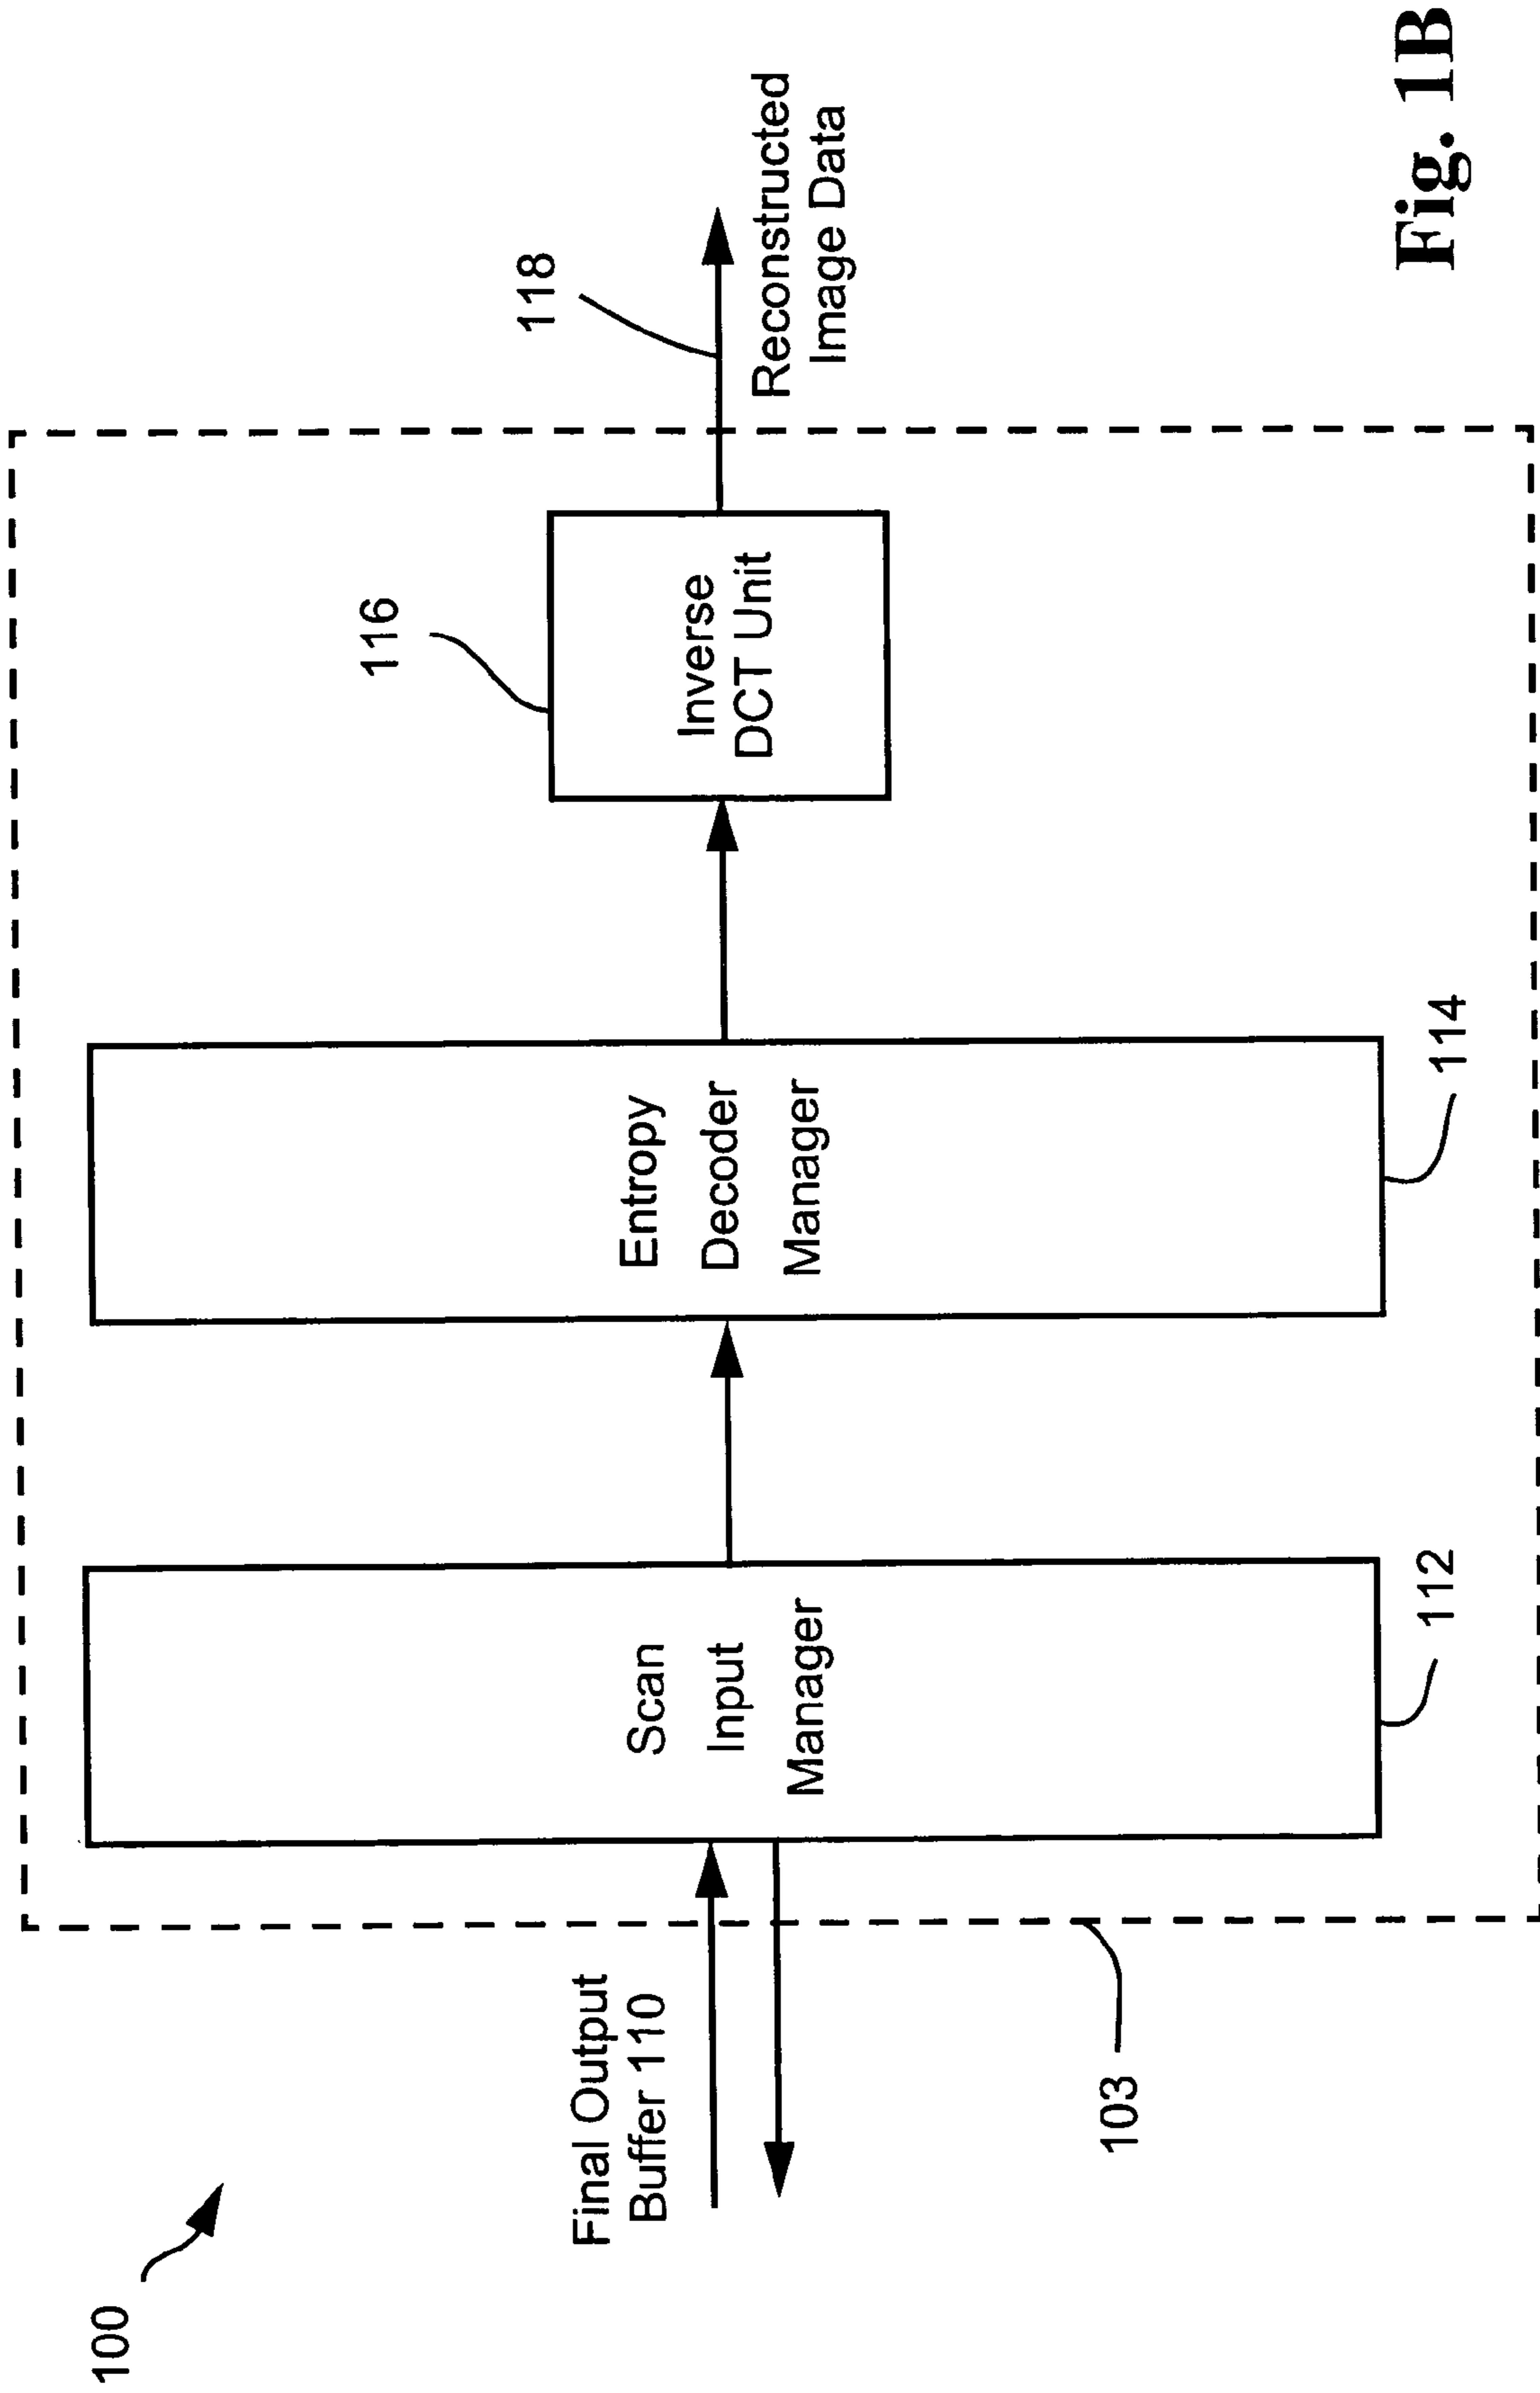 100
Final Output
Buffer 110
103
Scan
Input
Manager
112
Entropy
Decoder
Manager
114
116
Inverse
DCT Unit
118
Reconstructed
Image Data
Fig. 1B